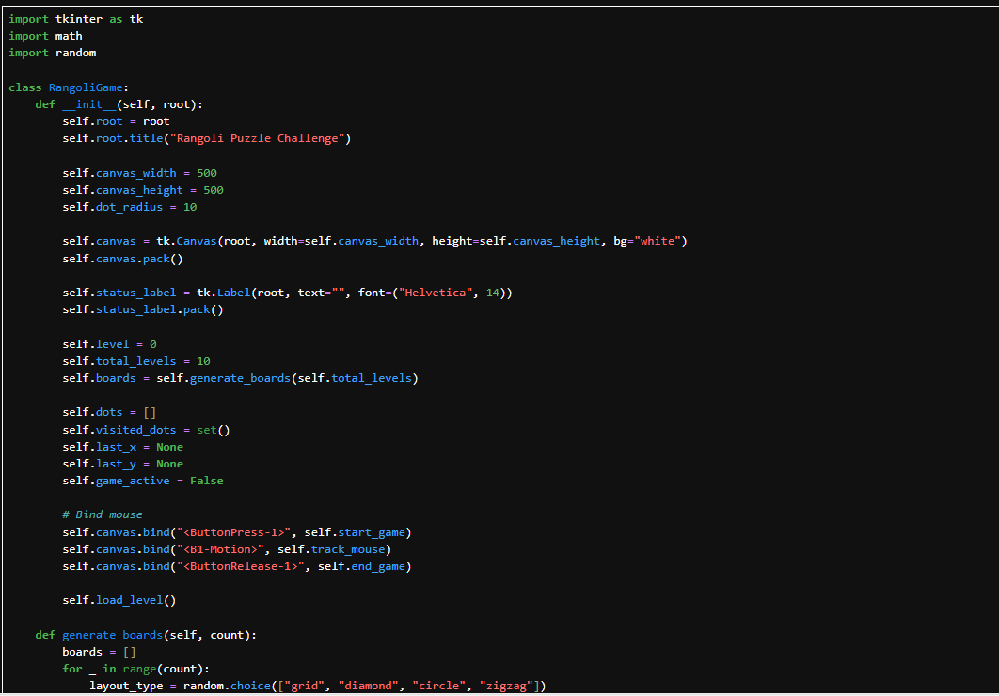 import tkinter as tk
import math
import random

class RangoliGame:
    def __init__(self, root):
        self.root = root
        self.root.title("Rangoli Puzzle Challenge")

        self.canvas_width = 500
        self.canvas_height = 500
        self.dot_radius = 10

        self.canvas = tk.Canvas(root, width=self.canvas_width, height=self.canvas_height, bg="white")
        self.canvas.pack()

        self.status_label = tk.Label(root, text="", font=("Helvetica", 14))
        self.status_label.pack()

        self.level = 0
        self.total_levels = 10
        self.boards = self.generate_boards(self.total_levels)

        self.dots = []
        self.visited_dots = set()
        self.last_x = None
        self.last_y = None
        self.game_active = False

        # Bind mouse
        self.canvas.bind("<ButtonPress-1>", self.start_game)
        self.canvas.bind("<B1-Motion>", self.track_mouse)
        self.canvas.bind("<ButtonRelease-1>", self.end_game)

        self.load_level()

    def generate_boards(self, count):
        boards = []
        for _ in range(count):
            layout_type = random.choice(["grid", "diamond", "circle", "zigzag"])